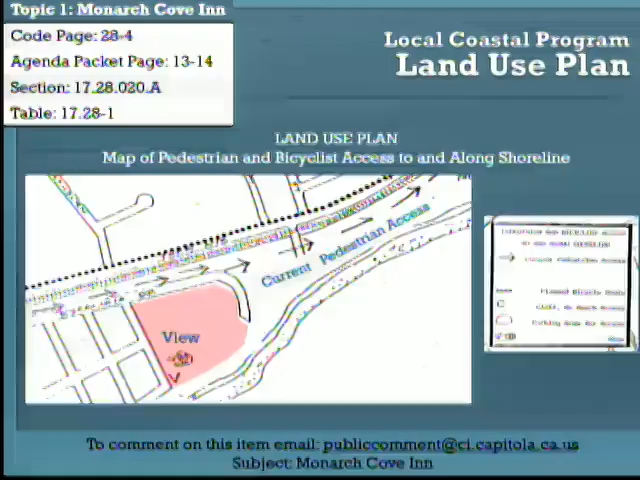 Topic 1: Monarch Cove Inn
Code Page: 28-4
Agenda Packet Page: 13-14
Section: 17.28.020.A
Table: 17.28-1
Local Coastal Program
Land Use Plan
LAND USE PLAN
Map of Pedestrian and Bicyclist Access to and Along Shoreline
Current Pedestrian Access
View
To comment on this item email: publiccomment@ci.capitola.ca.us
Subject: Monarch Cove Inn